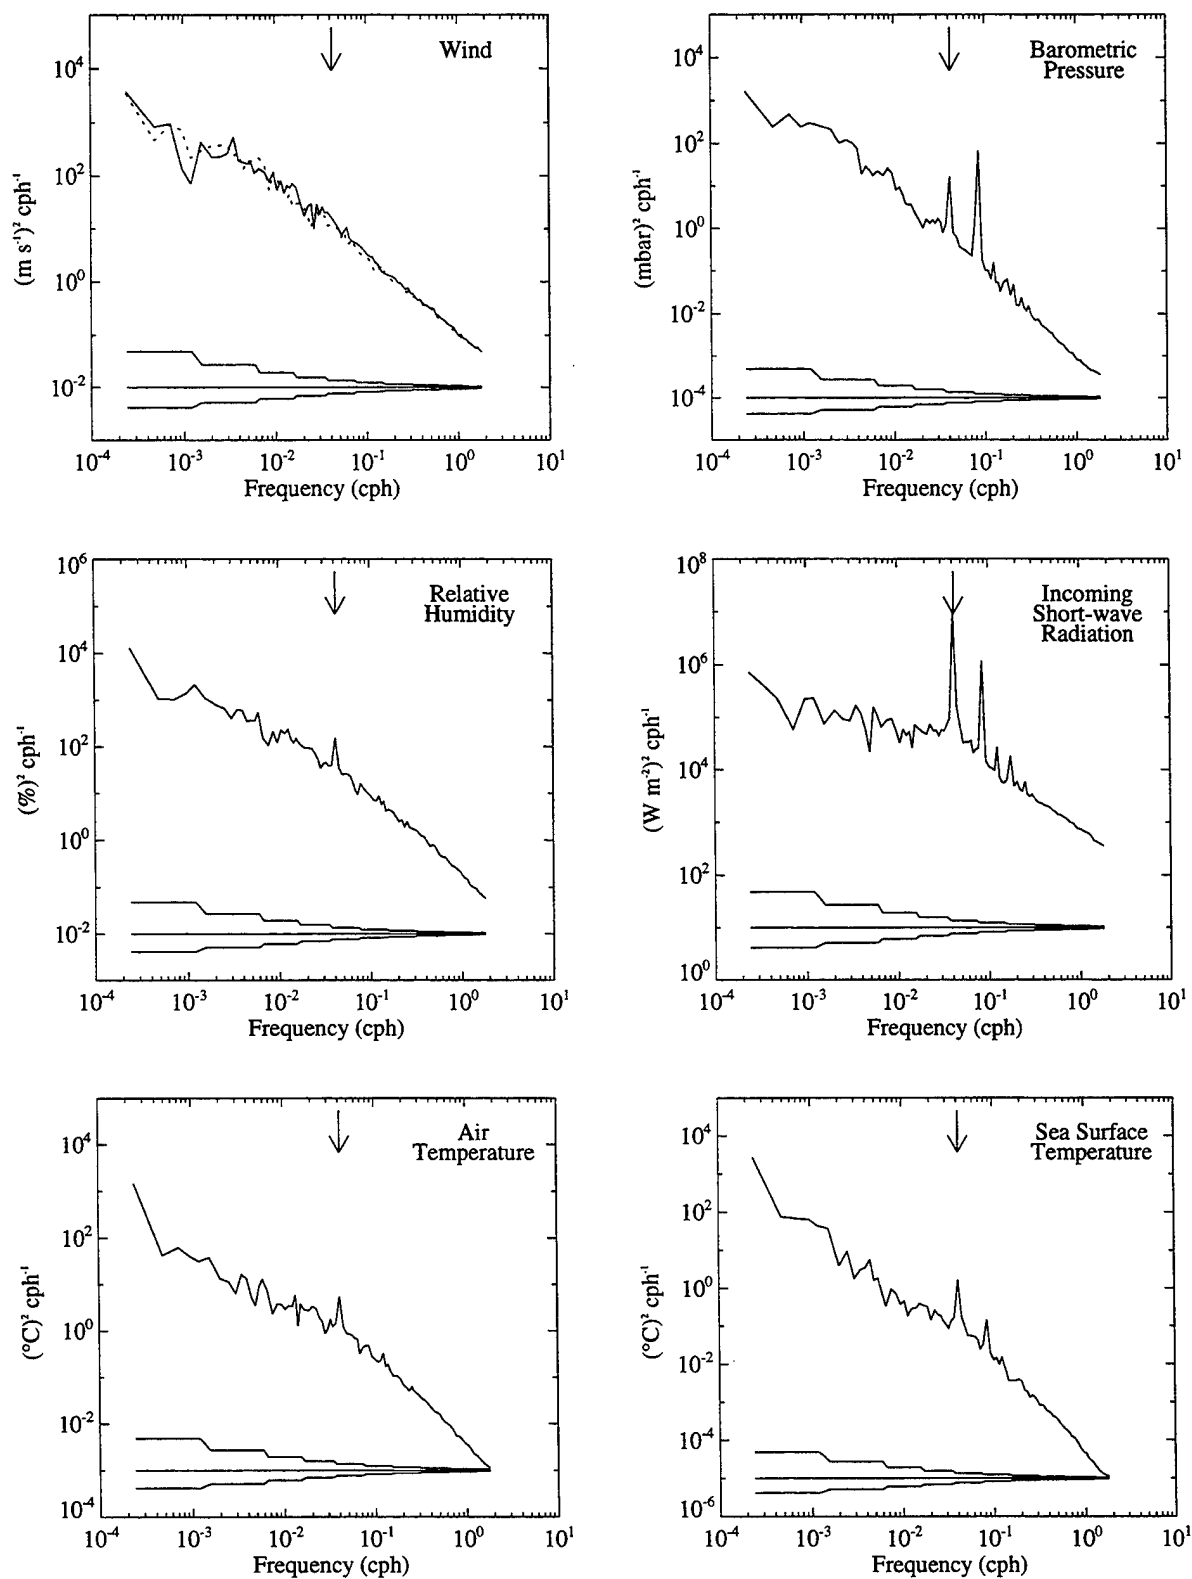 Wind
(m s⁻¹)² cph⁻¹
10⁴
10²
10⁰
10⁻²
10⁻⁴ 10⁻³ 10⁻² 10⁻¹ 10⁰ 10¹
Frequency (cph)
Barometric
Pressure
(mbar)² cph⁻¹
10⁴
10²
10⁰
10⁻²
10⁻⁴
10⁻⁴ 10⁻³ 10⁻² 10⁻¹ 10⁰ 10¹
Frequency (cph)
Relative
Humidity
(%)² cph⁻¹
10⁶
10⁴
10²
10⁰
10⁻²
10⁻⁴ 10⁻³ 10⁻² 10⁻¹ 10⁰ 10¹
Frequency (cph)
Incoming
Short-wave
Radiation
(W m⁻²)² cph⁻¹
10⁸
10⁶
10⁴
10²
10⁰
10⁻⁴ 10⁻³ 10⁻² 10⁻¹ 10⁰ 10¹
Frequency (cph)
Air
Temperature
(°C)² cph⁻¹
10⁴
10²
10⁰
10⁻²
10⁻⁴
10⁻⁴ 10⁻³ 10⁻² 10⁻¹ 10⁰ 10¹
Frequency (cph)
Sea Surface
Temperature
(°C)² cph⁻¹
10⁴
10²
10⁰
10⁻²
10⁻⁴
10⁻⁶
10⁻⁴ 10⁻³ 10⁻² 10⁻¹ 10⁰ 10¹
Frequency (cph)